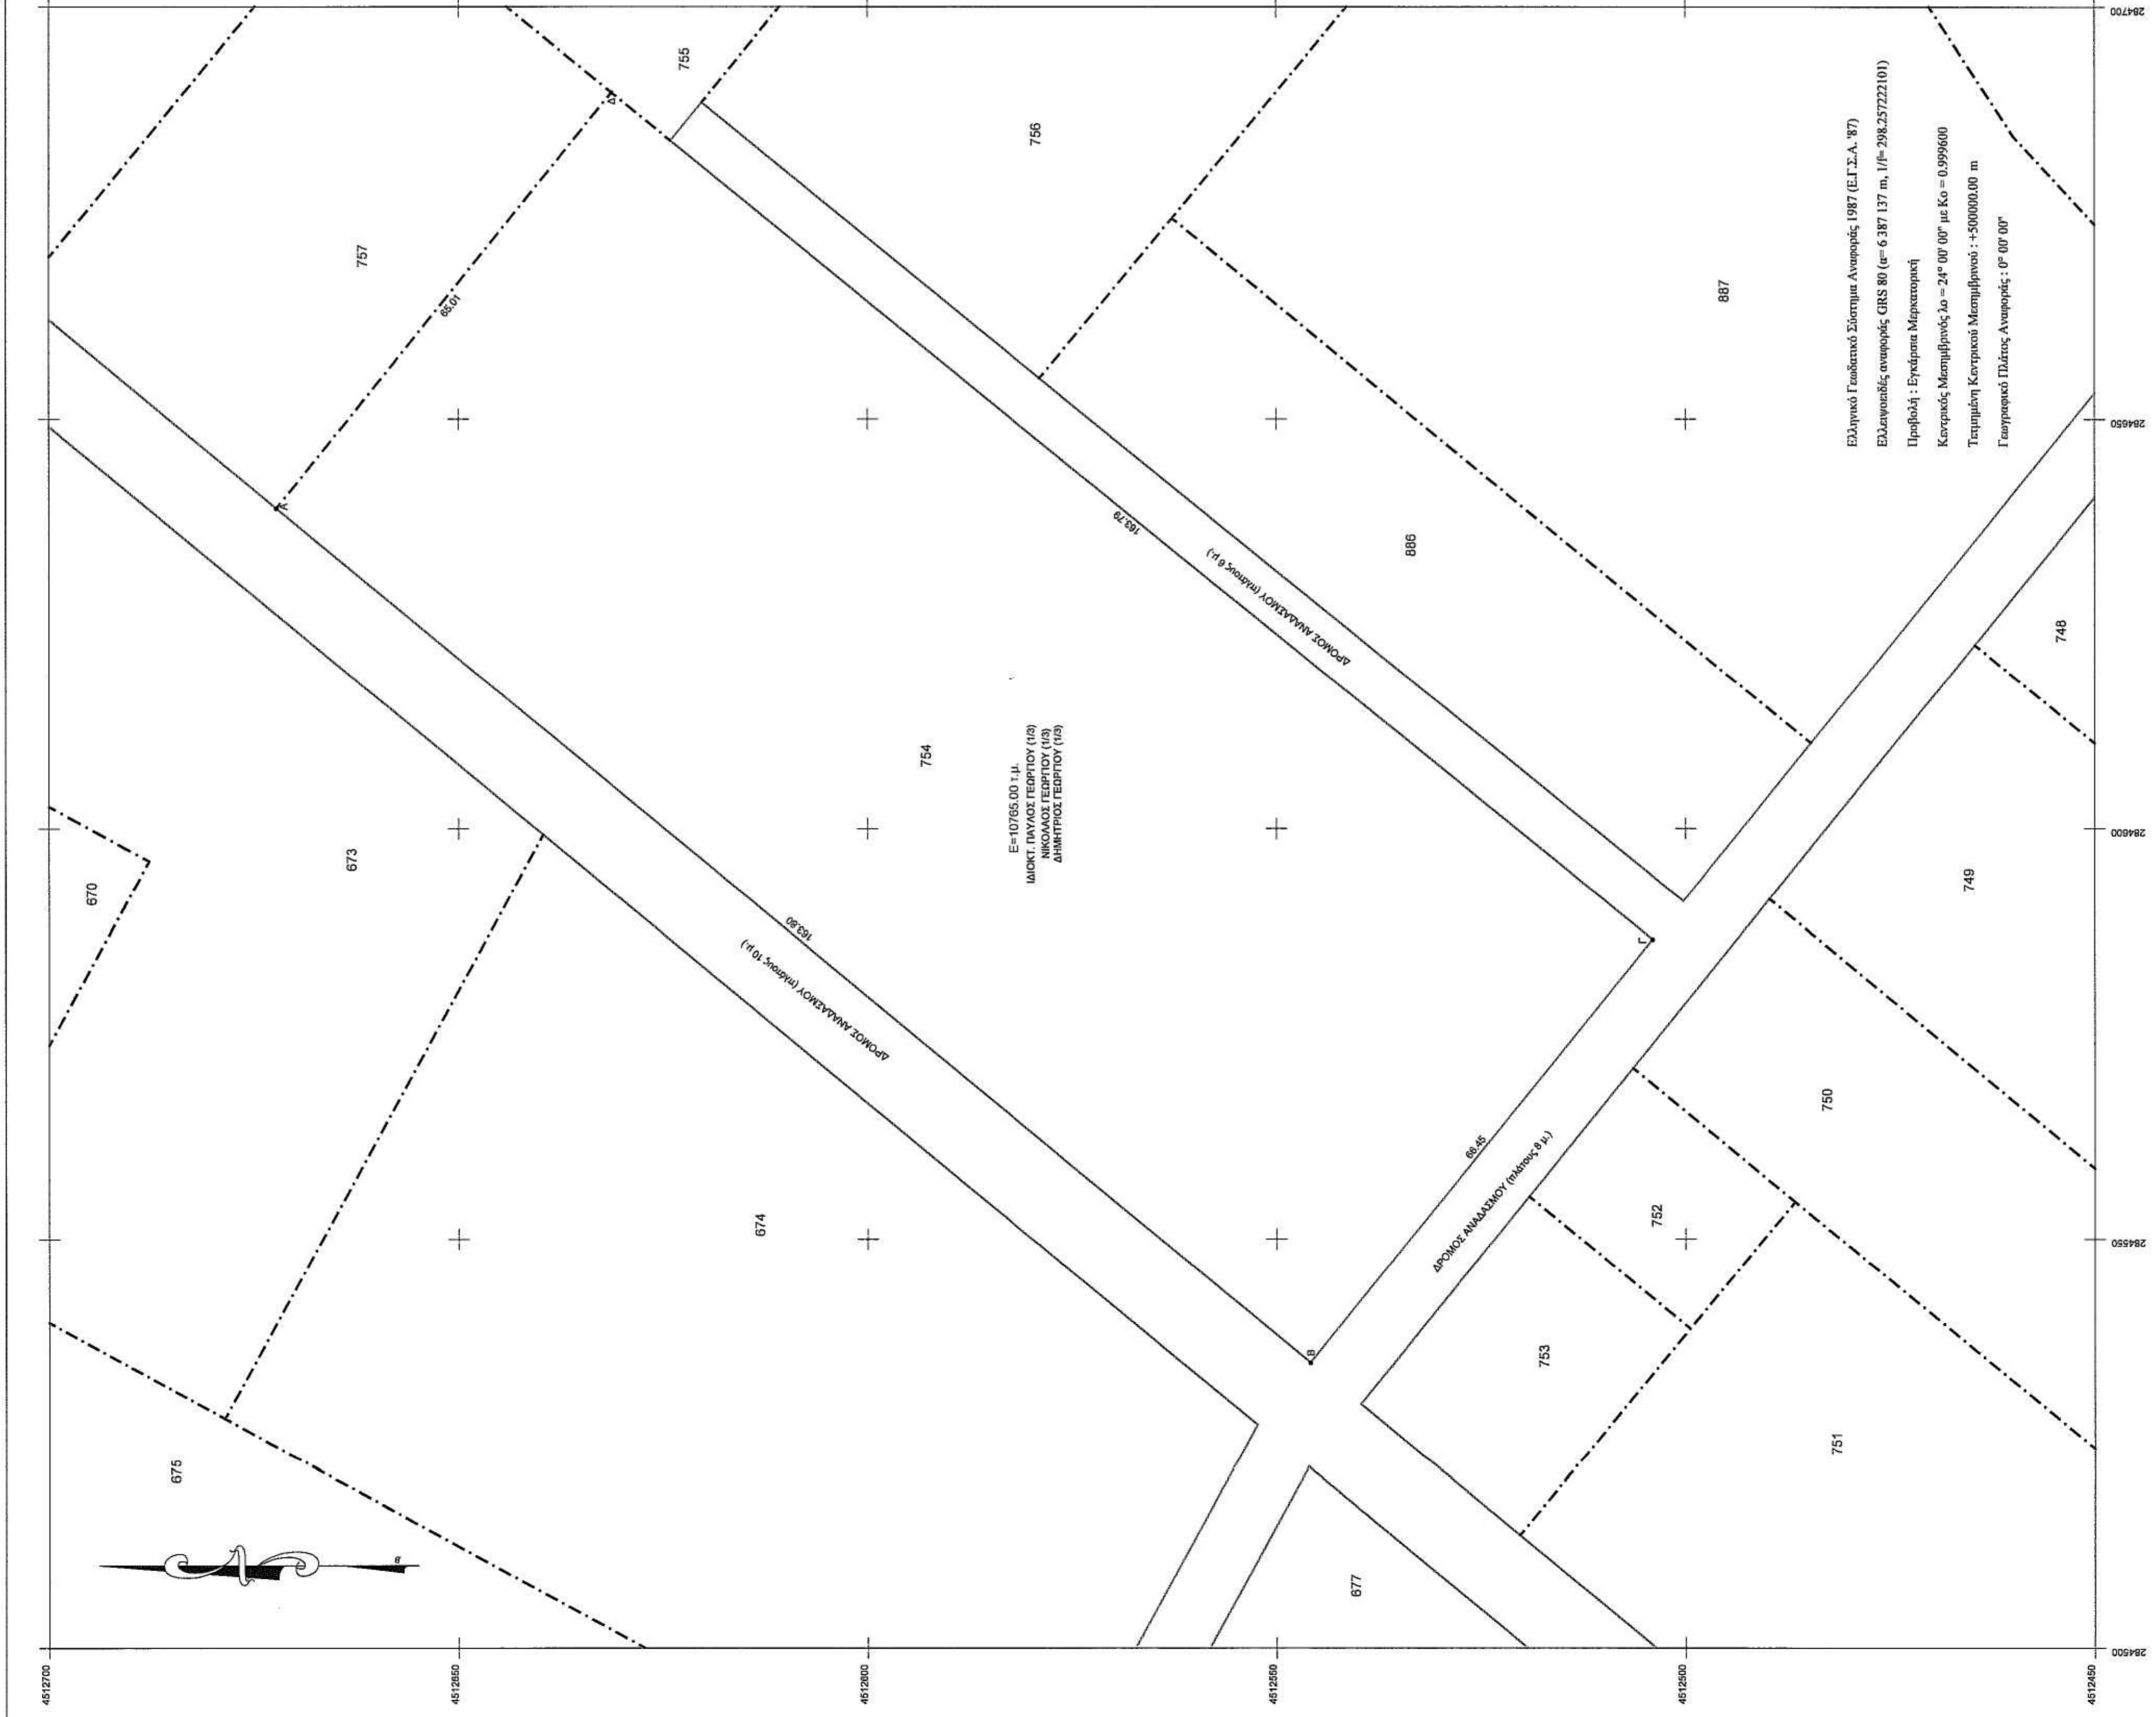 284700
755
Δ
756
757
65.01
Ελληνικό Γεωδαιτικό Σύστημα Αναφοράς 1987 (Ε.Γ.Σ.Α. '87)
Ελλειψοειδές αναφοράς GRS 80 (α= 6 387 137 m, 1/f= 298.257222101)
Προβολή : Εγκάρσια Μερκατορική
Κεντρικός Μεσημβρινός λο = 24° 00' 00" με Κο = 0.999600
Τετμημένη Κεντρικού Μεσημβρινού : +500000.00 m
Γεωγραφικό Πλάτος Αναφοράς : 0° 00' 00"
887
284650
Α
163.79
ΔΡΟΜΟΣ ΑΝΑΔΑΣΜΟΥ (πλάτους 6 μ.)
886
748
754
Ε=10765.00 τ.μ.
ΙΔΙΟΚΤ. ΠΑΥΛΟΣ ΓΕΩΡΓΙΟΥ (1/3)
ΝΙΚΟΛΑΟΣ ΓΕΩΡΓΙΟΥ (1/3)
ΔΗΜΗΤΡΙΟΣ ΓΕΩΡΓΙΟΥ (1/3)
284600
670
673
749
163.80
ΔΡΟΜΟΣ ΑΝΑΔΑΣΜΟΥ (πλάτους 10 μ.)
Γ
750
66.45
ΔΡΟΜΟΣ ΑΝΑΔΑΣΜΟΥ (πλάτους 8 μ.)
674
752
284550
Β
753
751
675
Β
677
284500
4512700
4512650
4512600
4512550
4512500
4512450